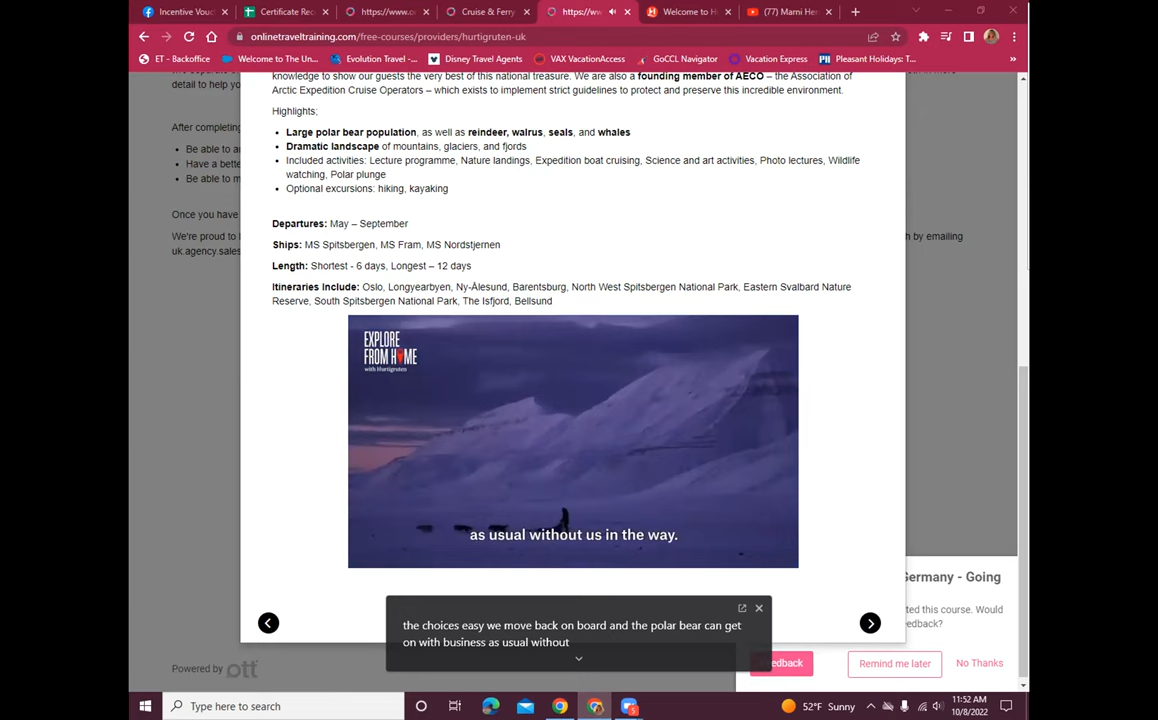 Incentive Vouc
Certificate Rec
https://www.o
Cruise & Ferry
https://ww
Welcome to H
(77) Marni Her
onlinetraveltraining.com/free-courses/providers/hurtigruten-uk
ET - Backoffice
Welcome to The Un...
Evolution Travel -...
Disney Travel Agents
VAX VacationAccess
GoCCL Navigator
Vacation Express
Pleasant Holidays: T...
»
knowledge to show our guests the very best of this national treasure. We are also a founding member of AECO – the Association of
Arctic Expedition Cruise Operators – which exists to implement strict guidelines to protect and preserve this incredible environment.
detail to help yo
Highlights;
After completing
• Large polar bear population, as well as reindeer, walrus, seals, and whales
• Dramatic landscape of mountains, glaciers, and fjords
• Included activities: Lecture programme, Nature landings, Expedition boat cruising, Science and art activities, Photo lectures, Wildlife
watching, Polar plunge
• Optional excursions: hiking, kayaking
• Be able to ar
• Have a bette
• Be able to m
Once you have
We're proud to
uk.agency.sales
h by emailing
Departures: May – September
Ships: MS Spitsbergen, MS Fram, MS Nordstjernen
Length: Shortest - 6 days, Longest – 12 days
Itineraries Include: Oslo, Longyearbyen, Ny-Ålesund, Barentsburg, North West Spitsbergen National Park, Eastern Svalbard Nature
Reserve, South Spitsbergen National Park, The Isfjord, Bellsund
EXPLORE
FROM HOME
with Hurtigruten
as usual without us in the way.
the choices easy we move back on board and the polar bear can get
on with business as usual without
Germany - Going
ted this course. Would
eedback?
edback
Remind me later
No Thanks
Powered by ott
Type here to search
52°F Sunny
11:52 AM
10/8/2022